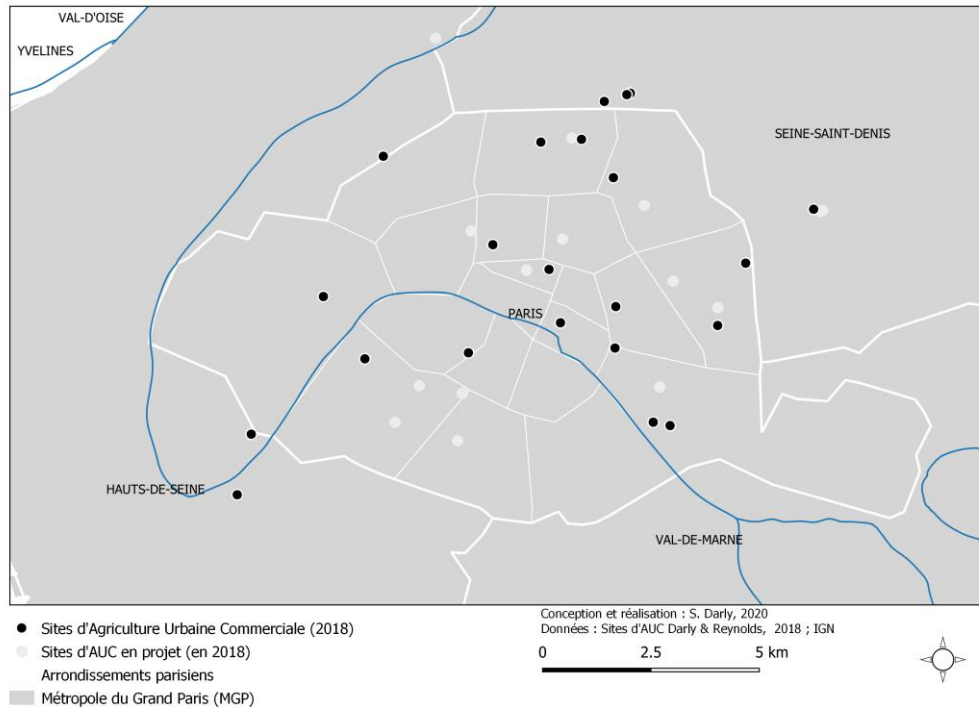 VAL-D'OISE
YVELINES
SEINE-SAINT-DENIS
PARIS
HAUTS-DE-SEINE
VAL-DE-MARNE
Sites d'Agriculture Urbaine Commerciale (2018)
Sites d'AUC en projet (en 2018)
Arrondissements parisiens
Métropole du Grand Paris (MGP)
Conception et réalisation : S. Darly, 2020
Données : Sites d'AUC Darly & Reynolds, 2018 ; IGN
0 2.5 5 km